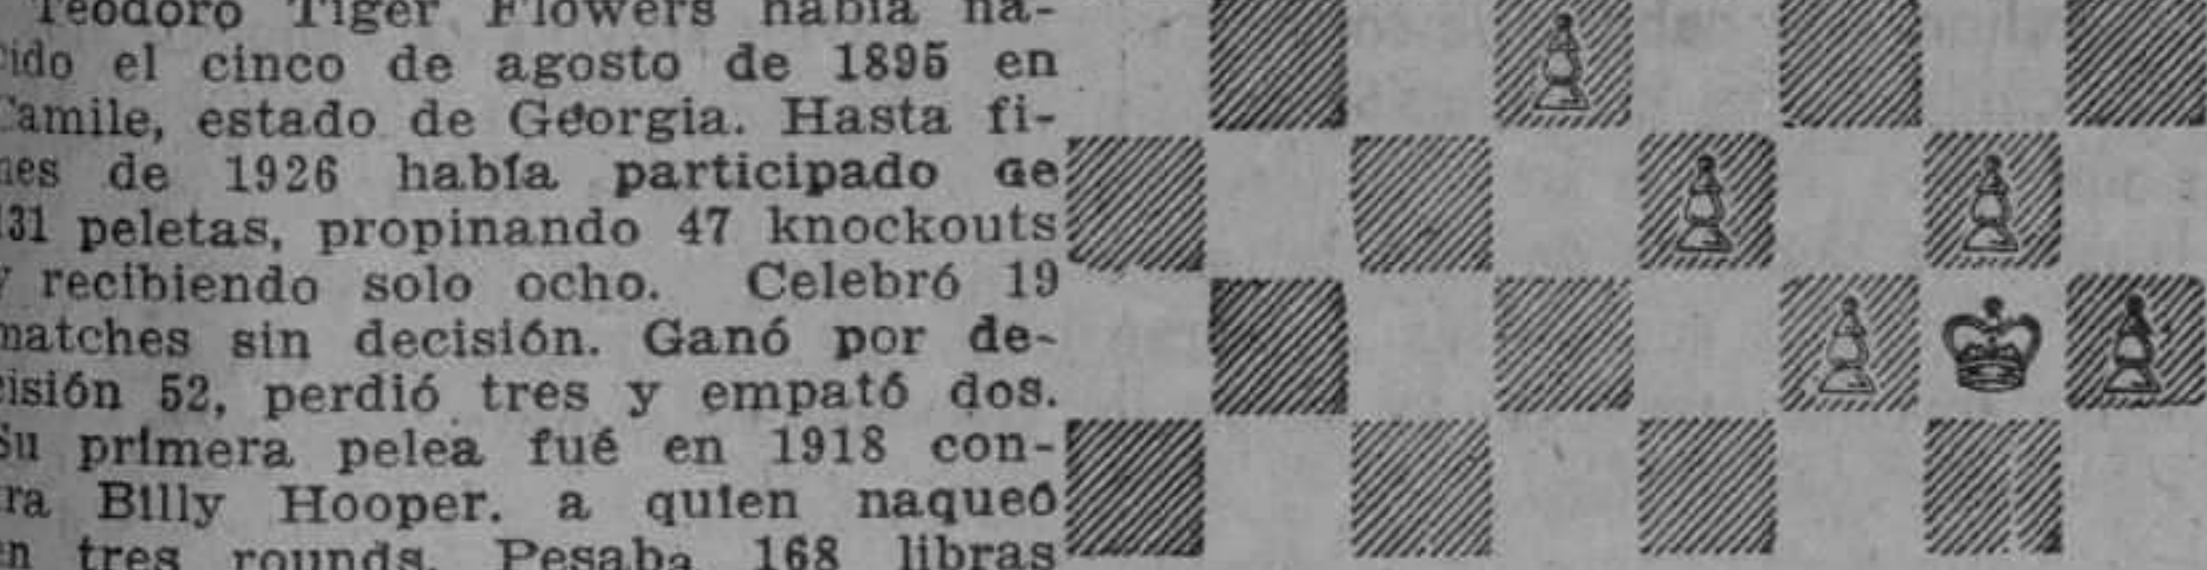 Teodoro Tiger Flowers había na-
cido el cinco de agosto de 1895 en
Camile, estado de Géorgia. Hasta fi-
nes de 1926 había participado de
131 peletas, propinando 47 knockouts
y recibiendo solo ocho. Celebró 19
matches sin decisión. Ganó por de-
cisión 52, perdió tres y empató dos.
Su primera pelea fué en 1918 con-
tra Billy Hooper. a quien naqueó
en tres rounds. Pesaba 168 libras